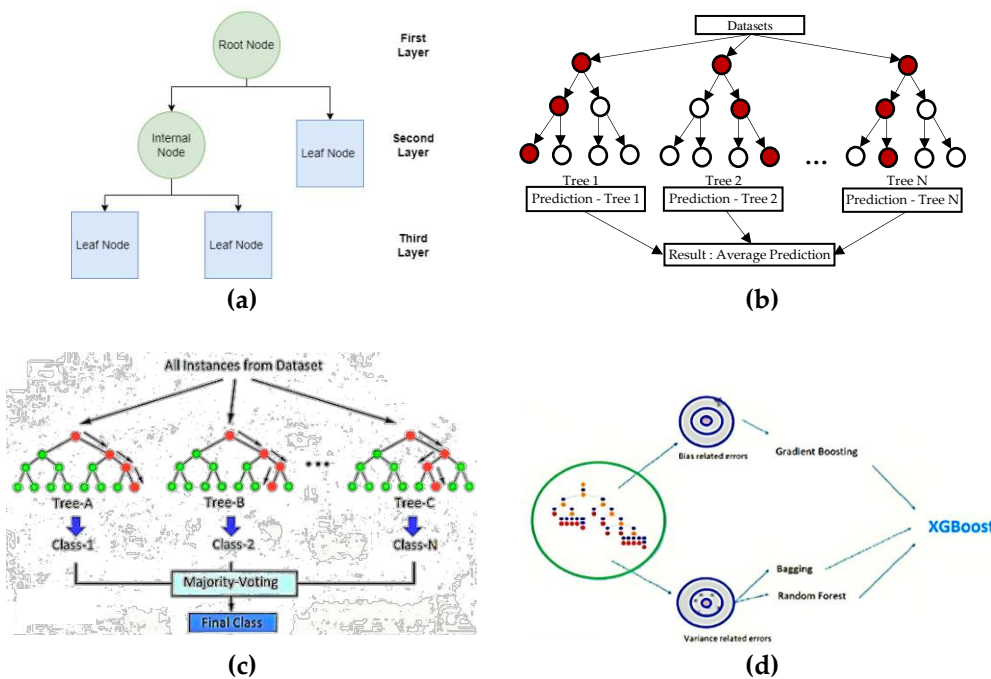 Root Node
First
Layer
Internal
Node
Leaf Node
Second
Layer
Leaf Node
Leaf Node
Third
Layer
(a)
Datasets
...
Tree 1
Tree 2
Tree N
Prediction - Tree 1
Prediction - Tree 2
Prediction - Tree N
Result : Average Prediction
(b)
All Instances from Dataset
...
Tree-A
Tree-B
Tree-C
Class-1
Class-2
Class-N
Majority-Voting
Final Class
(c)
Bias related errors
Gradient Boosting
XGBoost
Bagging
Random Forest
Variance related errors
(d)